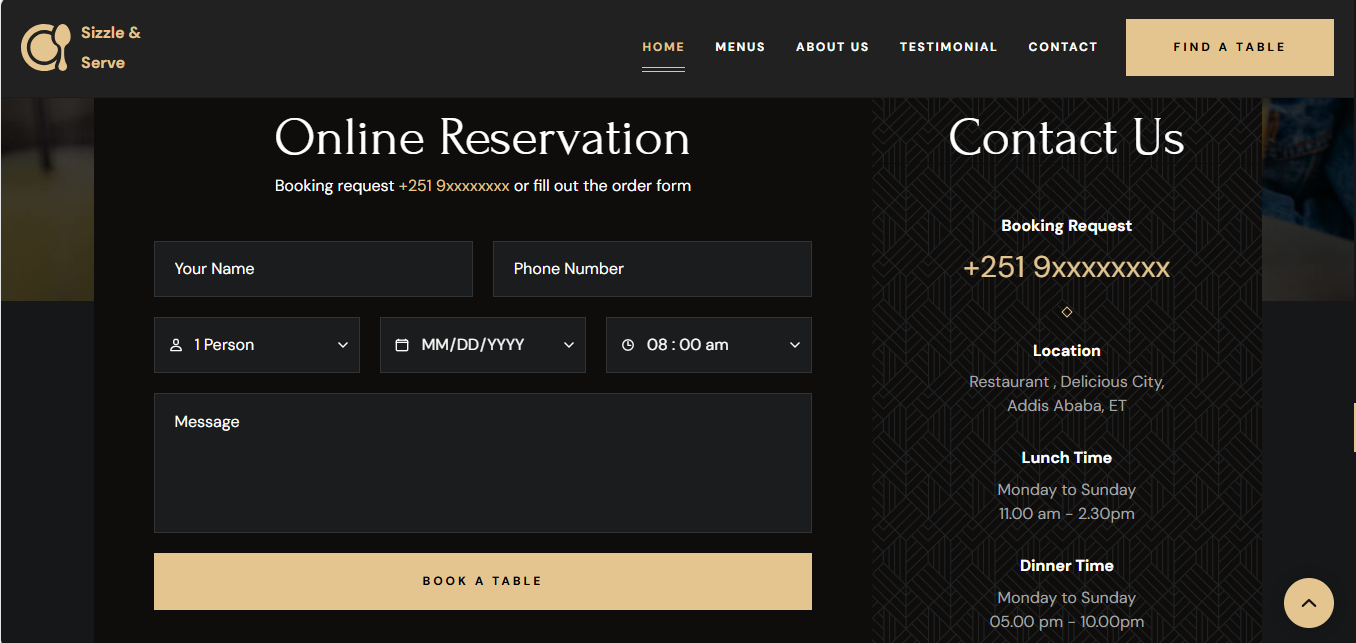 Sizzle &
Serve
HOME MENUS ABOUT US TESTIMONIAL CONTACT FIND A TABLE
Online Reservation
Booking request +251 9xxxxxxxx or fill out the order form
Your Name Phone Number
1 Person MM/DD/YYYY 08 : 00 am
Message
BOOK A TABLE
Contact Us
Booking Request
+251 9xxxxxxxx
Location
Restaurant , Delicious City,
Addis Ababa, ET
Lunch Time
Monday to Sunday
11.00 am - 2.30pm
Dinner Time
Monday to Sunday
05.00 pm - 10.00pm